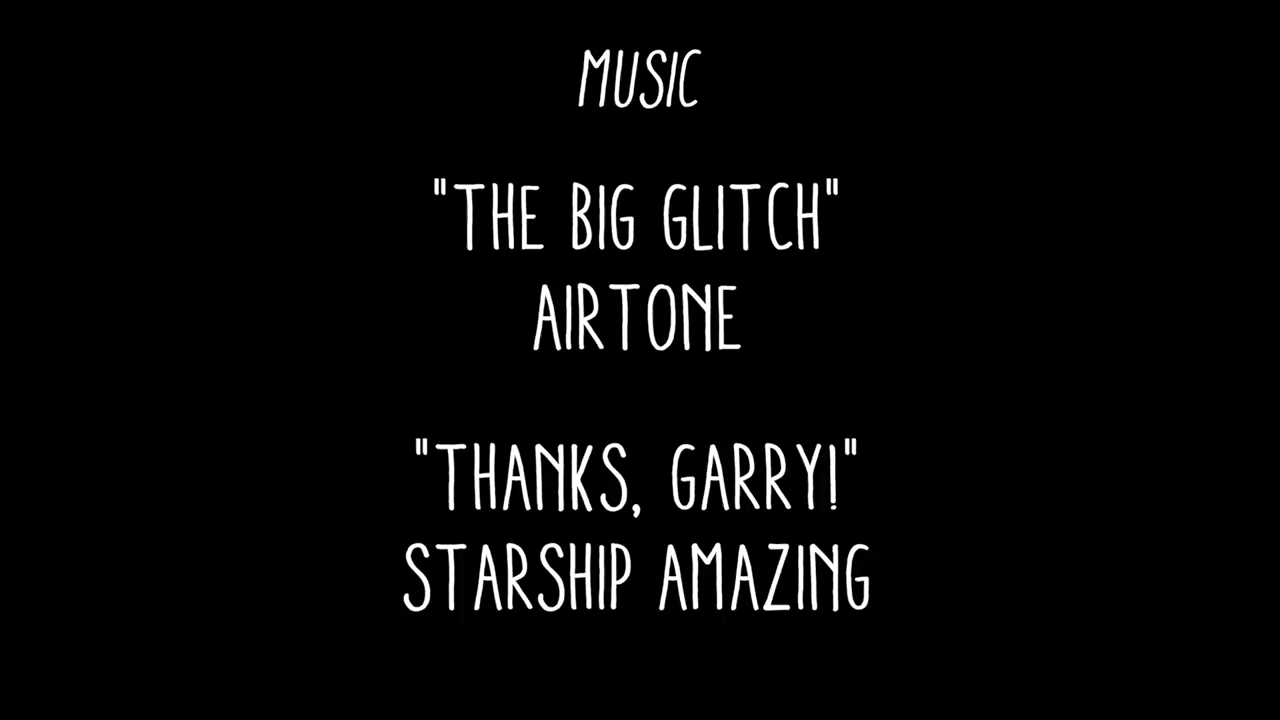 MUSIC
"THE BIG GLITCH"
AIRTONE
"THANKS, GARRY!"
STARSHIP AMAZING